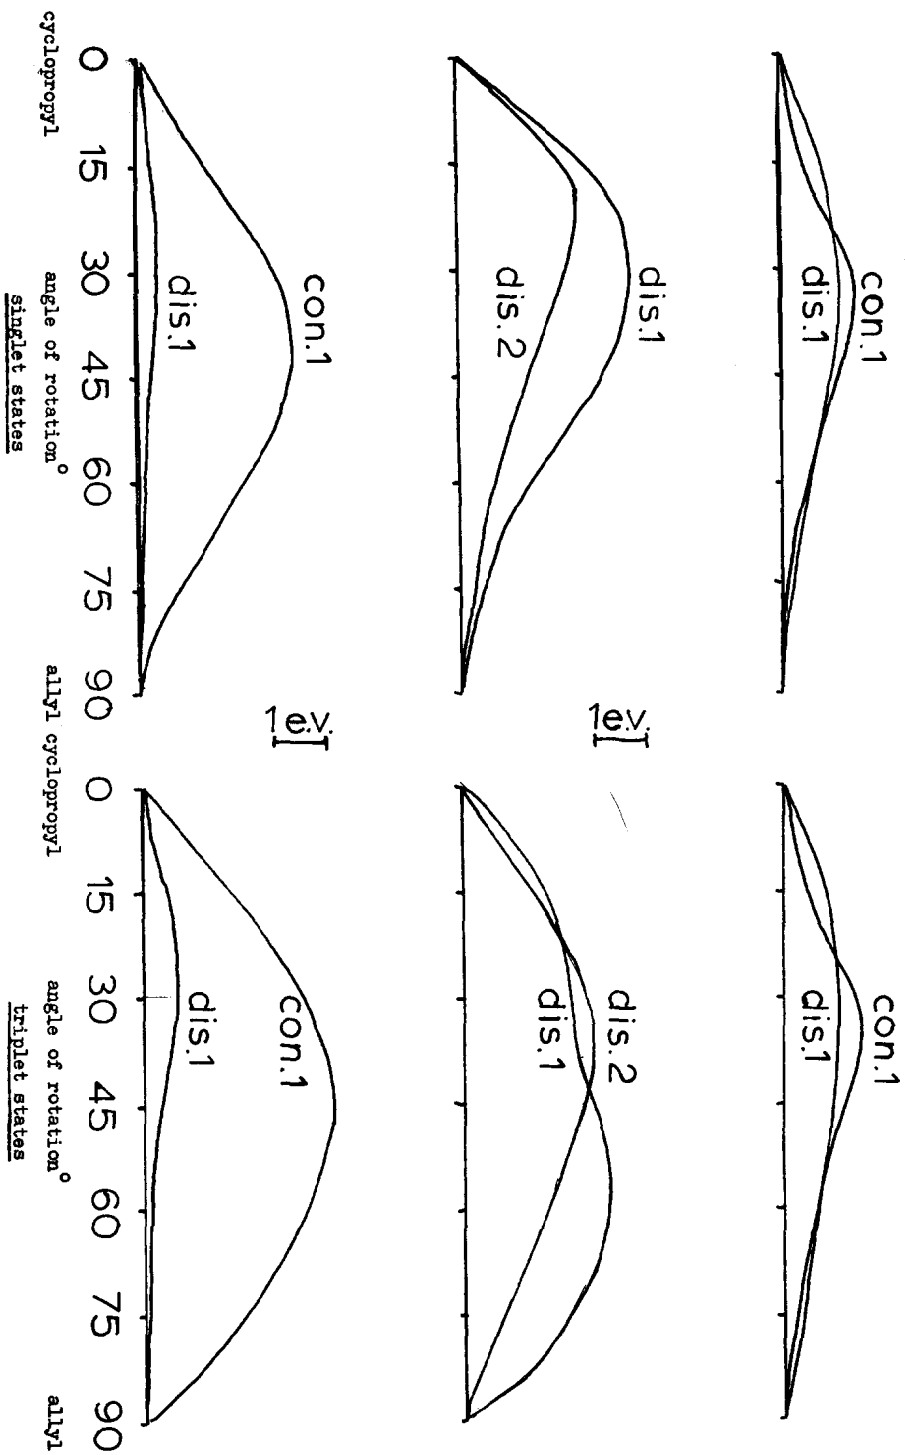 con.1
con.1
dis.1
dis.1
dis.1
1e.v.
dis.2
dis.2
dis.1
con.1
1e.v.
con.1
dis.1
dis.1
0 15 30 45 60 75 90 0 15 30 45 60 75 90
cyclopropyl angle of rotation° allyl cyclopropyl angle of rotation° allyl
singlet states triplet states